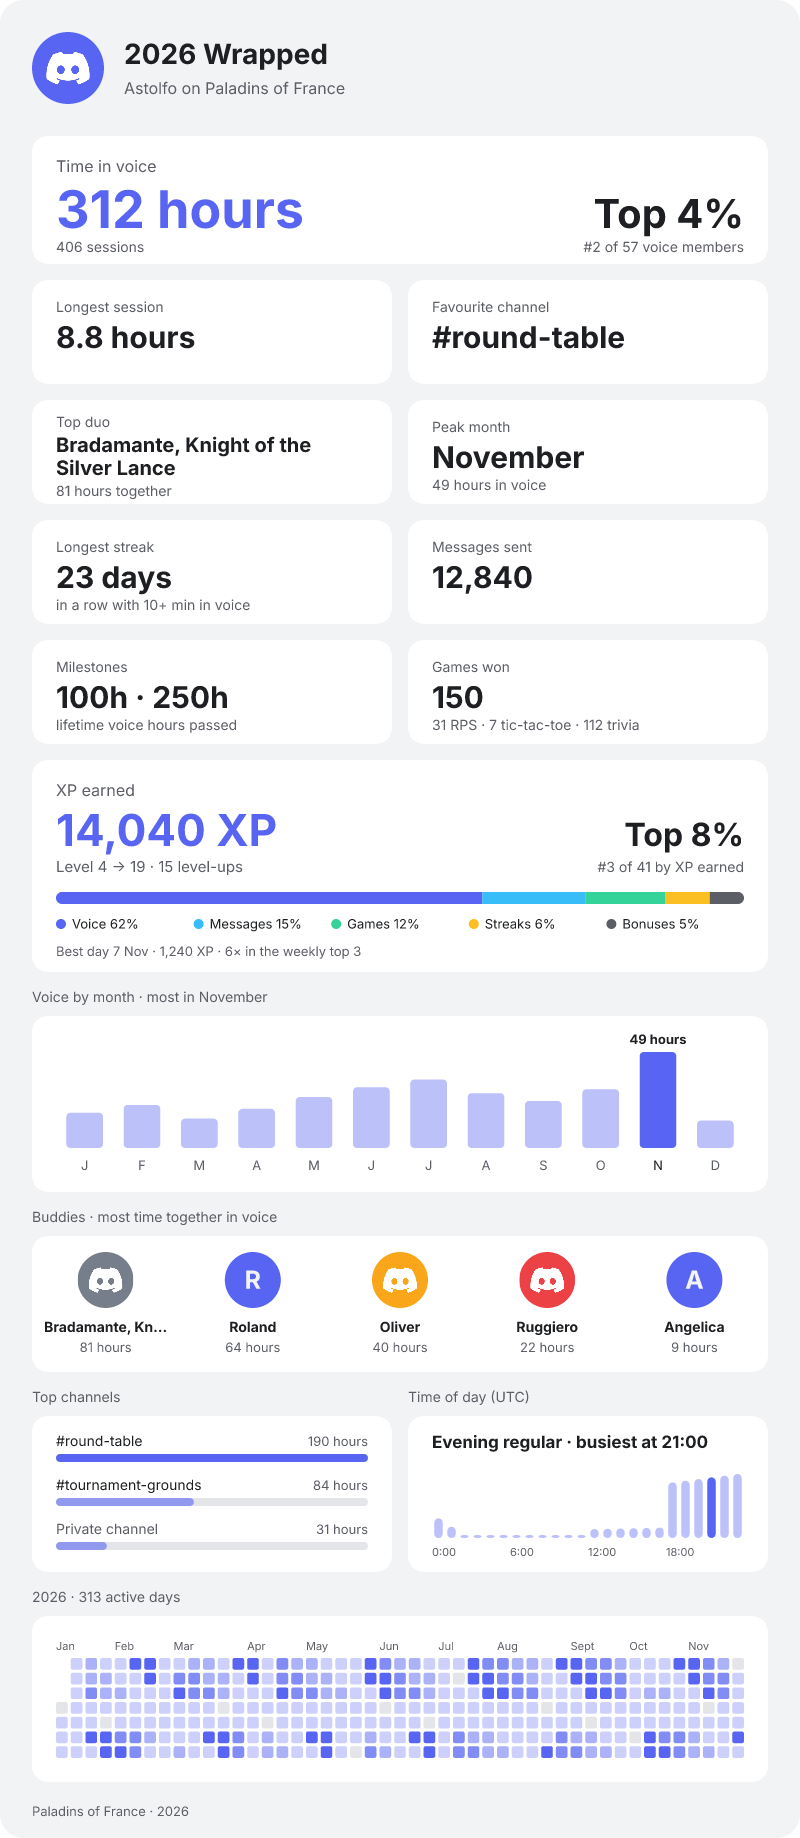 2026 Wrapped
Astolfo on Paladins of France
Time in voice
312 hours
406 sessions
Top 4%
#2 of 57 voice members
Longest session
8.8 hours
Favourite channel
#round-table
Top duo
Bradamante, Knight of the
Silver Lance
81 hours together
Peak month
November
49 hours in voice
Longest streak
23 days
in a row with 10+ min in voice
Messages sent
12,840
Milestones
100h · 250h
lifetime voice hours passed
Games won
150
31 RPS · 7 tic-tac-toe · 112 trivia
XP earned
14,040 XP
Level 4 → 19 · 15 level-ups
Top 8%
#3 of 41 by XP earned
Voice 62% Messages 15% Games 12% Streaks 6% Bonuses 5%
Best day 7 Nov · 1,240 XP · 6× in the weekly top 3
Voice by month · most in November
49 hours
J F M A M J J A S O N D
Buddies · most time together in voice
R A
Bradamante, Kn... Roland Oliver Ruggiero Angelica
81 hours 64 hours 40 hours 22 hours 9 hours
Top channels
#round-table 190 hours
#tournament-grounds 84 hours
Private channel 31 hours
Time of day (UTC)
Evening regular · busiest at 21:00
0:00 6:00 12:00 18:00
2026 · 313 active days
Jan Feb Mar Apr May Jun Jul Aug Sept Oct Nov
Paladins of France · 2026